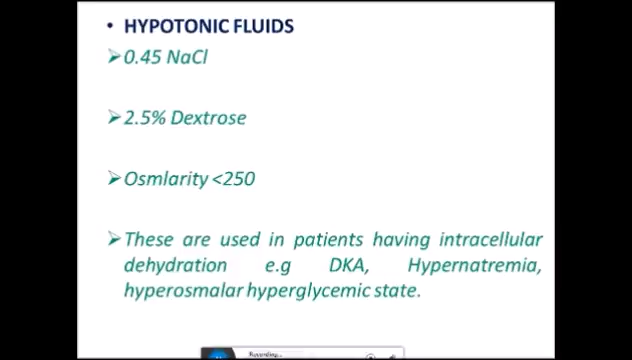 • HYPOTONIC FLUIDS
➢ 0.45 NaCl
➢ 2.5% Dextrose
➢ Osmlarity <250
➢ These are used in patients having intracellular
dehydration e.g DKA, Hypernatremia,
hyperosmalar hyperglycemic state.